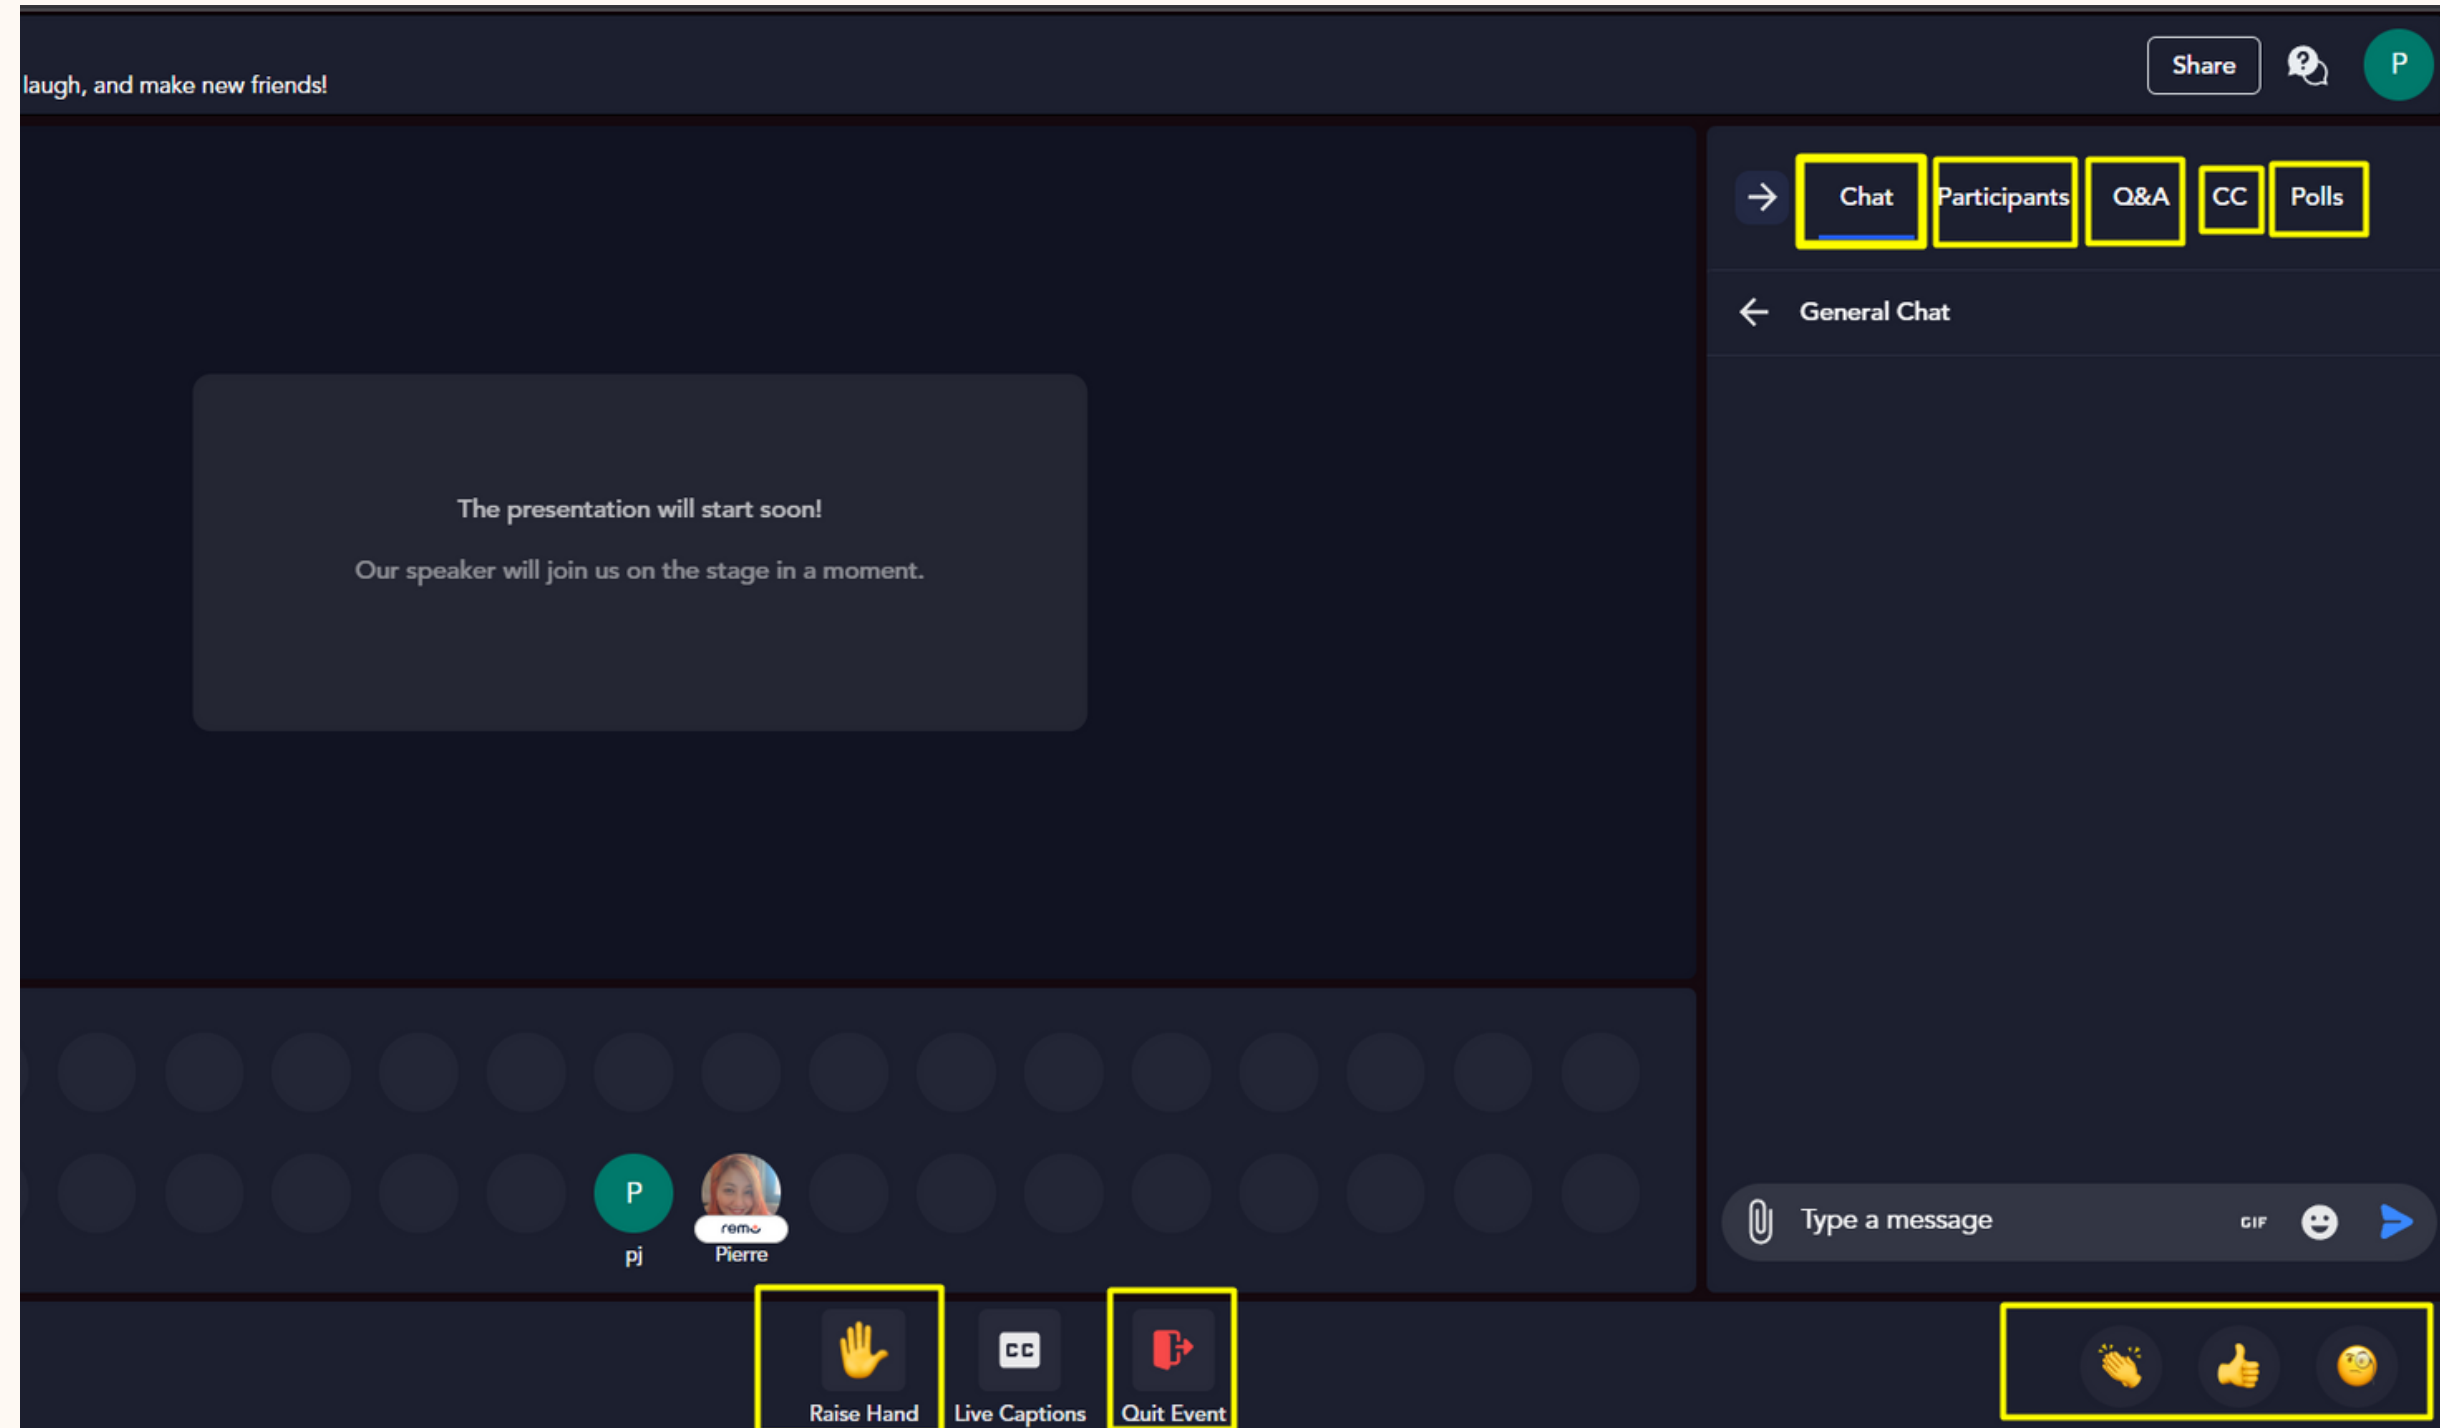 Share
P
laugh, and make new friends!
Chat Participants Q&A CC Polls
General Chat
The presentation will start soon!
Our speaker will join us on the stage in a moment.
P
remo
pj Pierre
Type a message GIF
CC
Raise Hand Live Captions Quit Event